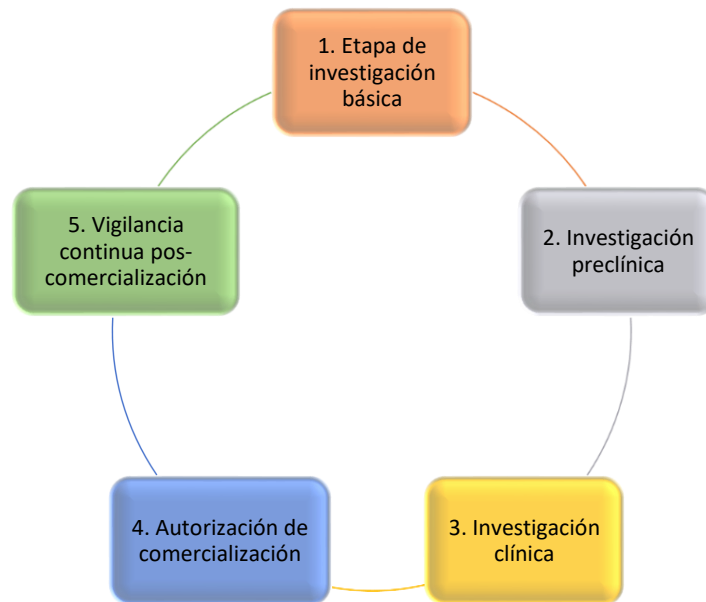 1. Etapa de
investigación
básica
2. Investigación
preclínica
3. Investigación
clínica
4. Autorización de
comercialización
5. Vigilancia
continua pos-
comercialización